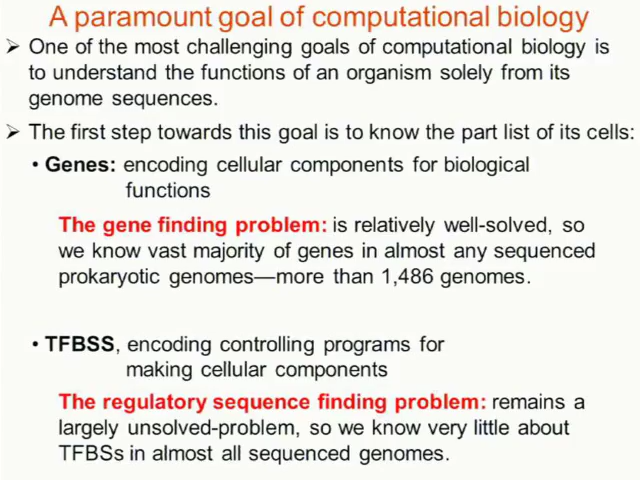 A paramount goal of computational biology
➢ One of the most challenging goals of computational biology is
to understand the functions of an organism solely from its
genome sequences.
➢ The first step towards this goal is to know the part list of its cells:
• Genes: encoding cellular components for biological
functions
The gene finding problem: is relatively well-solved, so
we know vast majority of genes in almost any sequenced
prokaryotic genomes—more than 1,486 genomes.
• TFBSS, encoding controlling programs for
making cellular components
The regulatory sequence finding problem: remains a
largely unsolved-problem, so we know very little about
TFBSs in almost all sequenced genomes.